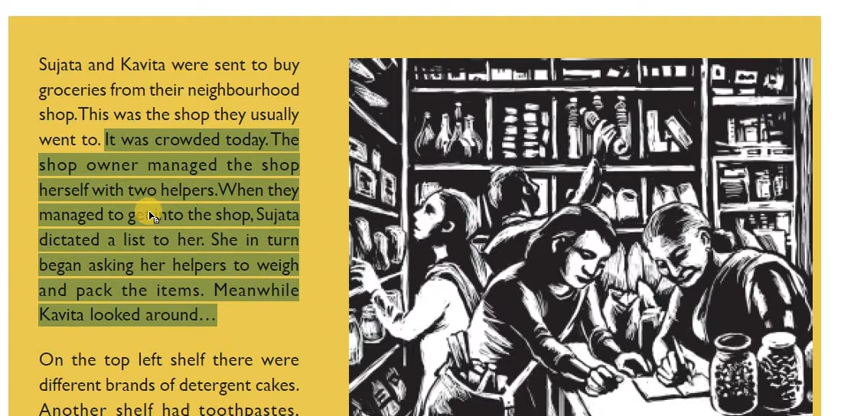 Sujata and Kavita were sent to buy
groceries from their neighbourhood
shop. This was the shop they usually
went to. It was crowded today. The
shop owner managed the shop
herself with two helpers. When they
managed to get into the shop, Sujata
dictated a list to her. She in turn
began asking her helpers to weigh
and pack the items. Meanwhile
Kavita looked around…
On the top left shelf there were
different brands of detergent cakes.
Another shelf had toothpastes,